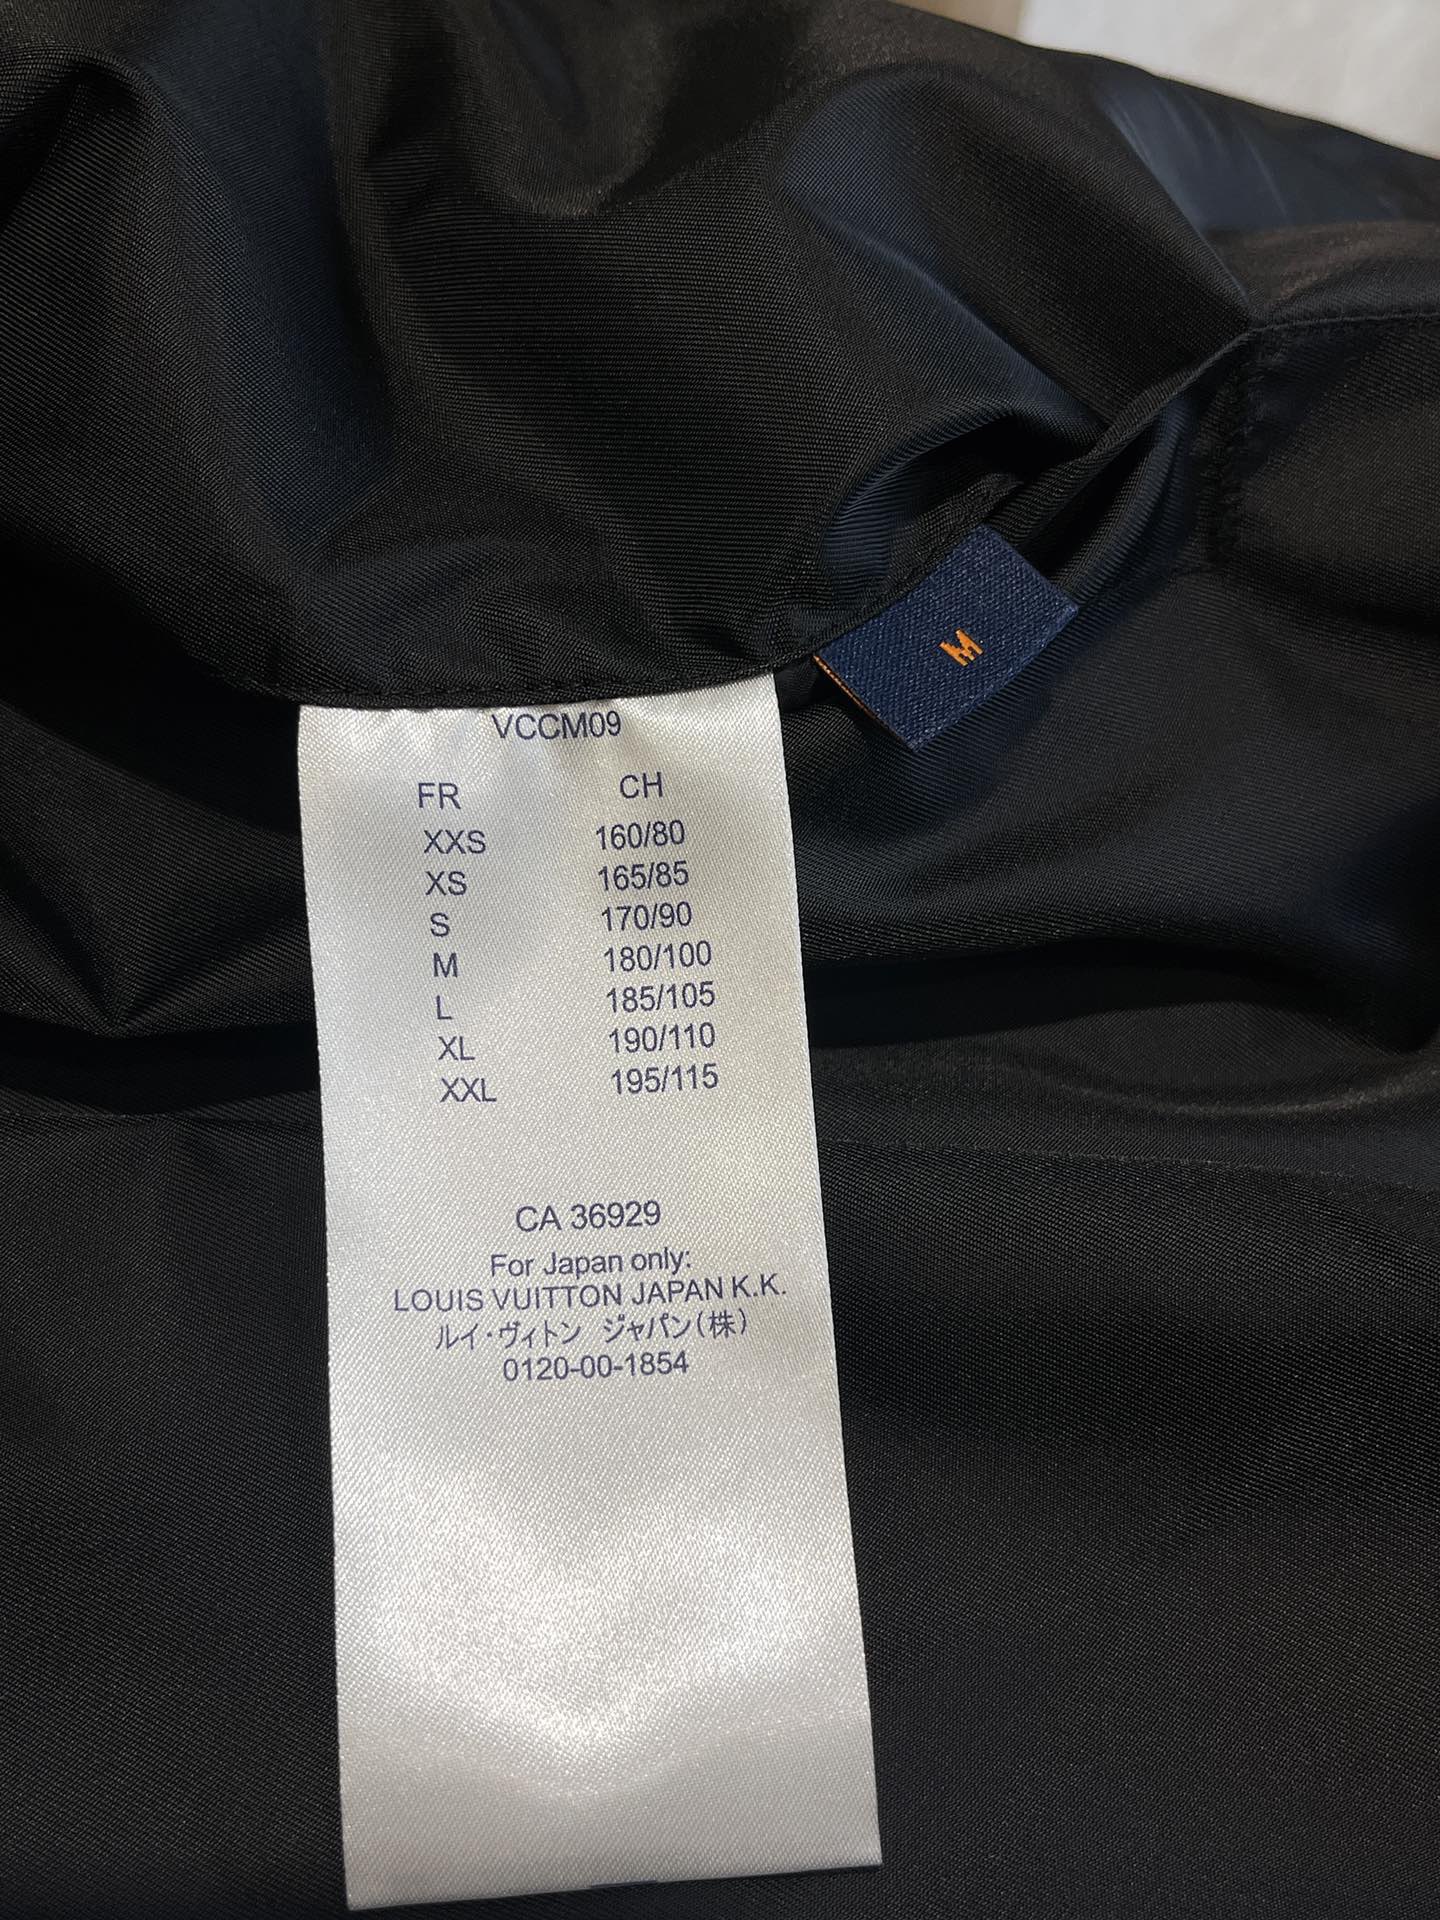 M
VCCM09
FR CH
XXS 160/80
XS 165/85
S 170/90
M 180/100
L 185/105
XL 190/110
XXL 195/115
CA 36929
For Japan only:
LOUIS VUITTON JAPAN K.K.
ルイ・ヴィトン ジャパン(株)
0120-00-1854